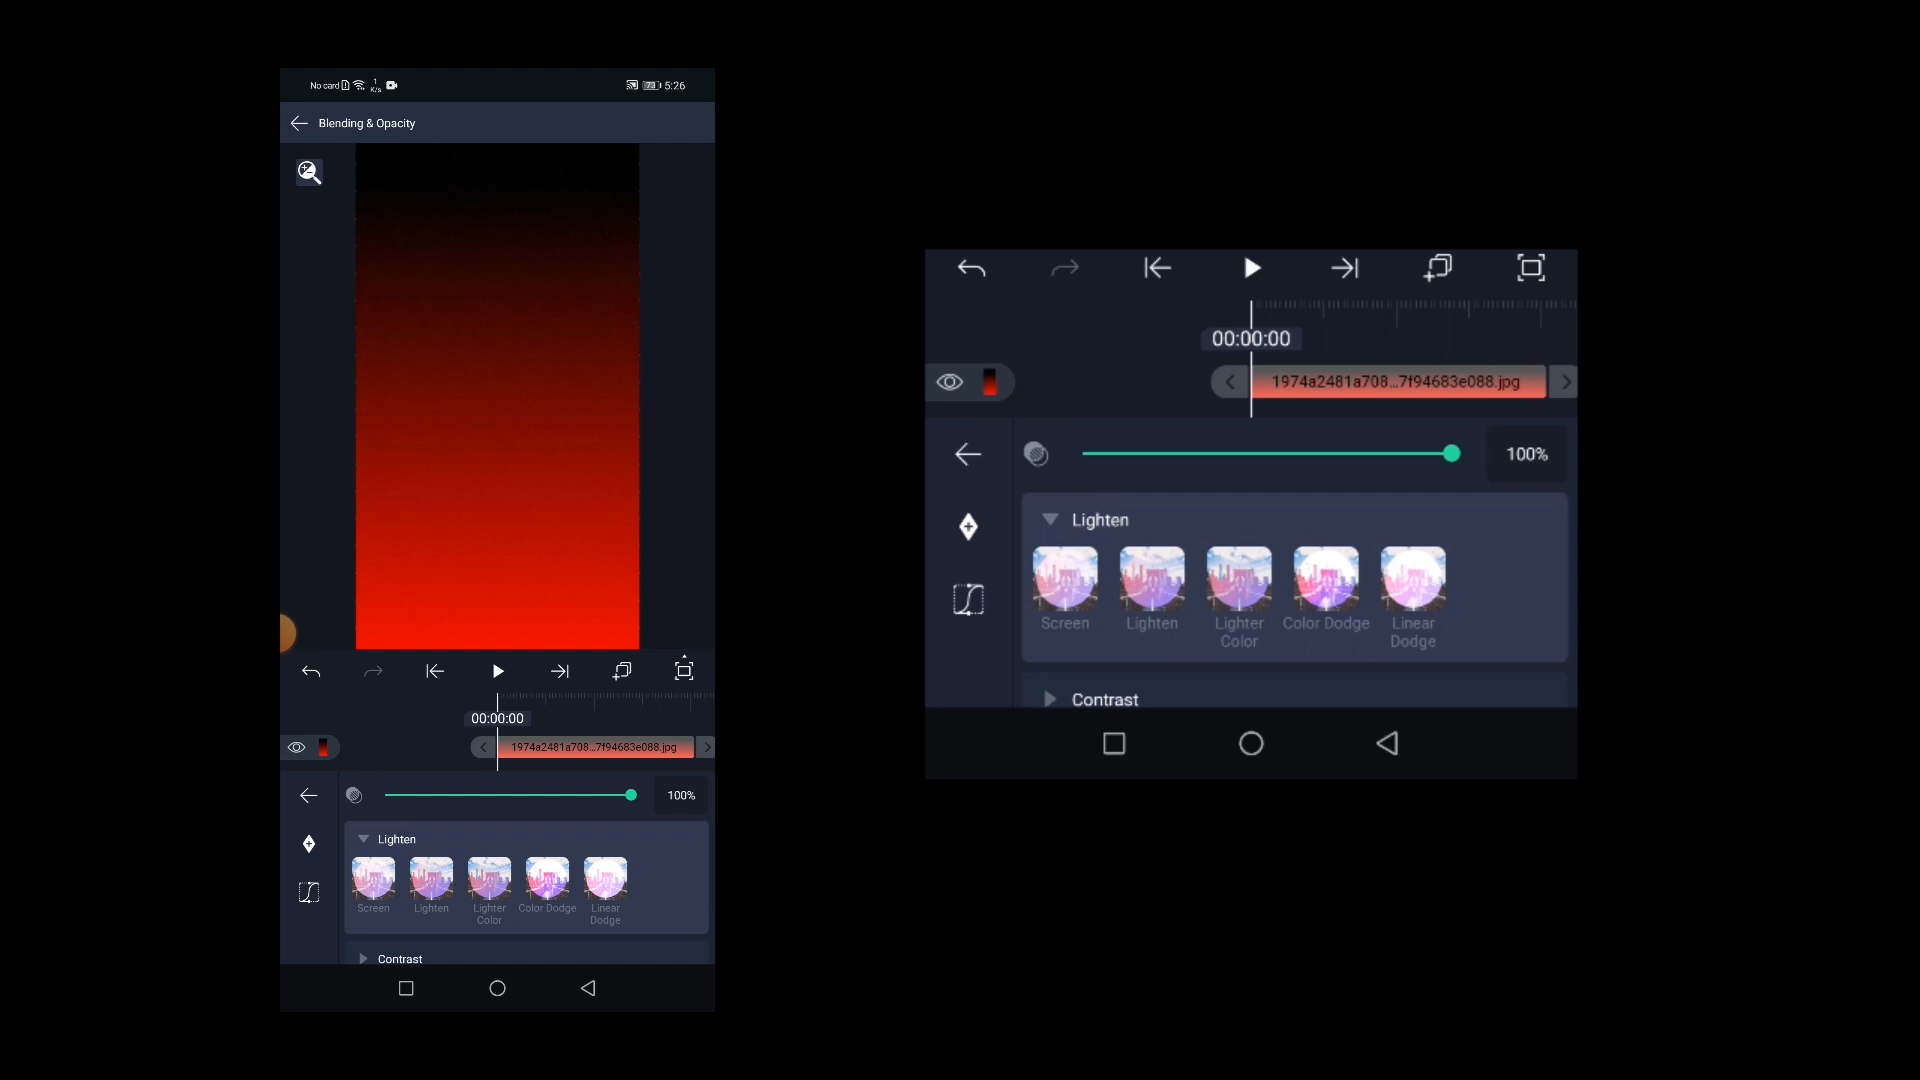 No card
1
K/s
73
5:26
Blending & Opacity
00:00:00
1974a2481a708...7f94683e088.jpg
100%
Lighten
Screen
Lighten
Lighter
Color
Color Dodge
Linear
Dodge
Contrast
00:00:00
1974a2481a708...7f94683e088.jpg
100%
Lighten
Screen
Lighten
Lighter
Color
Color Dodge
Linear
Dodge
Contrast